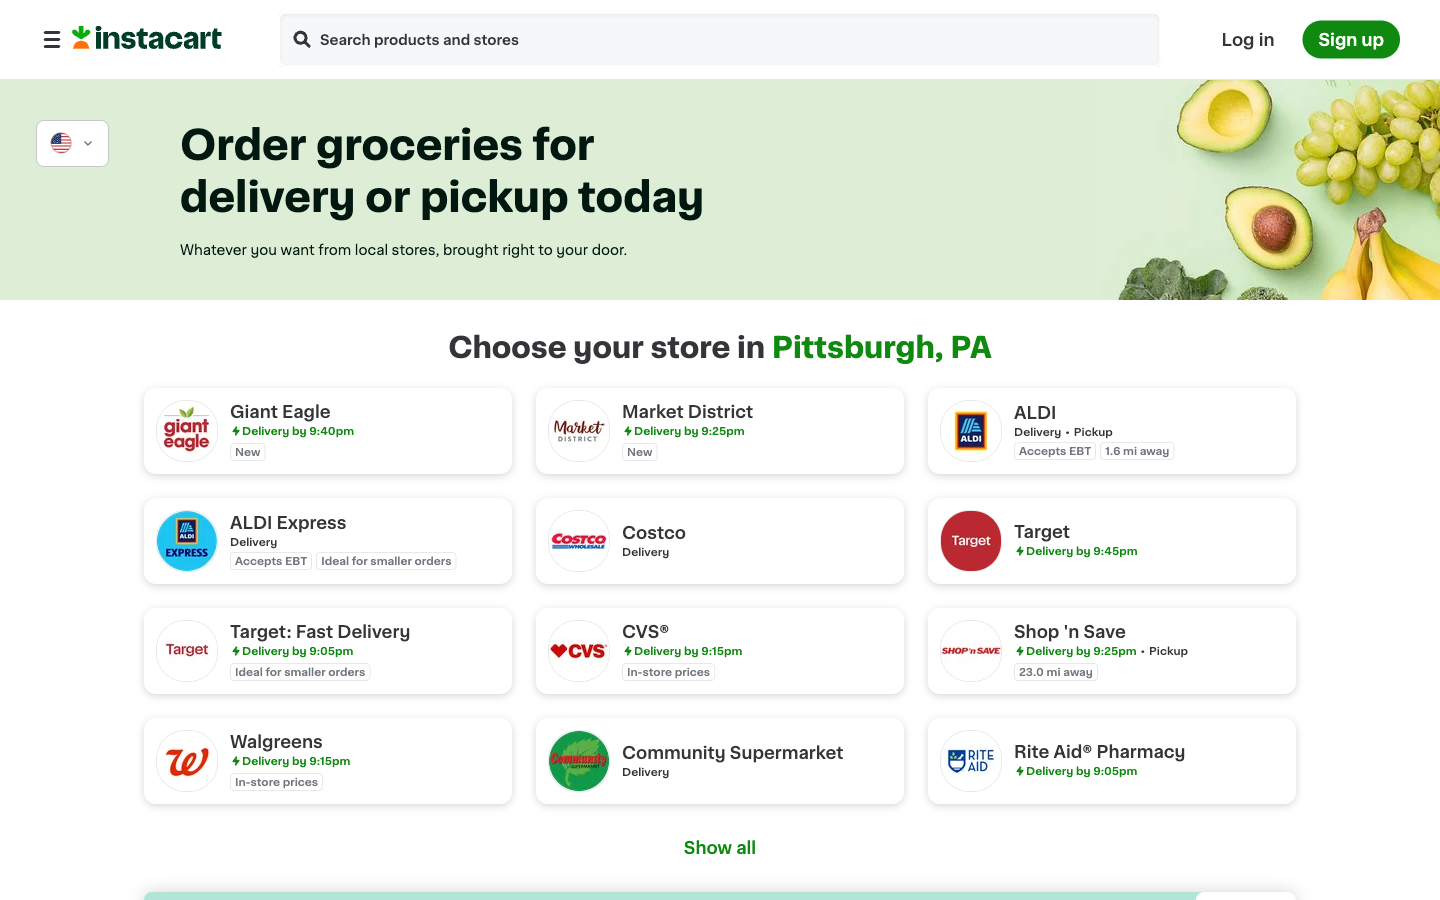 instacart
Search products and stores
Log in
Sign up
Order groceries for
delivery or pickup today
Whatever you want from local stores, brought right to your door.
Choose your store in Pittsburgh, PA
giant
eagle
Giant Eagle
Delivery by 9:40pm
New
Market
DISTRICT
Market District
Delivery by 9:25pm
New
ALDI
ALDI
Delivery • Pickup
Accepts EBT
1.6 mi away
ALDI
EXPRESS
ALDI Express
Delivery
Accepts EBT
Ideal for smaller orders
COSTCO
WHOLESALE
Costco
Delivery
Target
Target
Delivery by 9:45pm
Target
Target: Fast Delivery
Delivery by 9:05pm
Ideal for smaller orders
CVS
CVS®
Delivery by 9:15pm
In-store prices
SHOP 'n SAVE
Shop 'n Save
Delivery by 9:25pm • Pickup
23.0 mi away
W
Walgreens
Delivery by 9:15pm
In-store prices
Community
SUPERMARKET
Community Supermarket
Delivery
RITE
AID
Rite Aid® Pharmacy
Delivery by 9:05pm
Show all